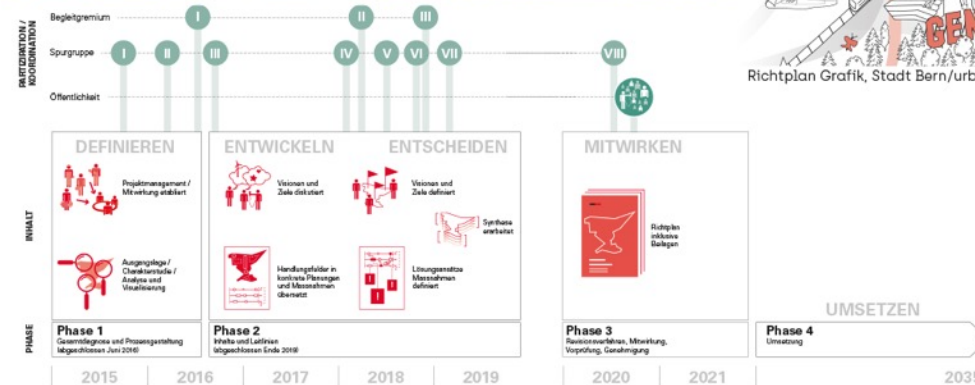 PARTIZIPATION /
KOORDINATION
Begleitgremium
I
II
III
Spurgruppe
I
II
III
IV
V
VI
VII
VIII
Öffentlichkeit
GEN
Richtplan Grafik, Stadt Bern/urb
INHALT
DEFINIEREN
Projektmanagement /
Mitwirkung etabliert
Ausgangslage /
Charakterstudie /
Analyse und
Visualisierung
ENTWICKELN
ENTSCHEIDEN
Visionen und
Ziele diskutiert
Visionen und
Ziele definiert
Synthese
erarbeitet
Handlungsfelder in
konkrete Planungen
und Massnahmen
übersetzt
Lösungsansätze
Massnahmen
definiert
MITWIRKEN
Richtplan
inklusive
Beilagen
UMSETZEN
PHASE
Phase 1
Gesamtdiagnose und Prozessgestaltung
(abgeschlossen Juni 2016)
Phase 2
Inhalte und Leitlinien
(abgeschlossen Ende 2019)
Phase 3
Revisionsverfahren, Mitwirkung,
Vorprüfung, Genehmigung
Phase 4
Umsetzung
2015
2016
2017
2018
2019
2020
2021